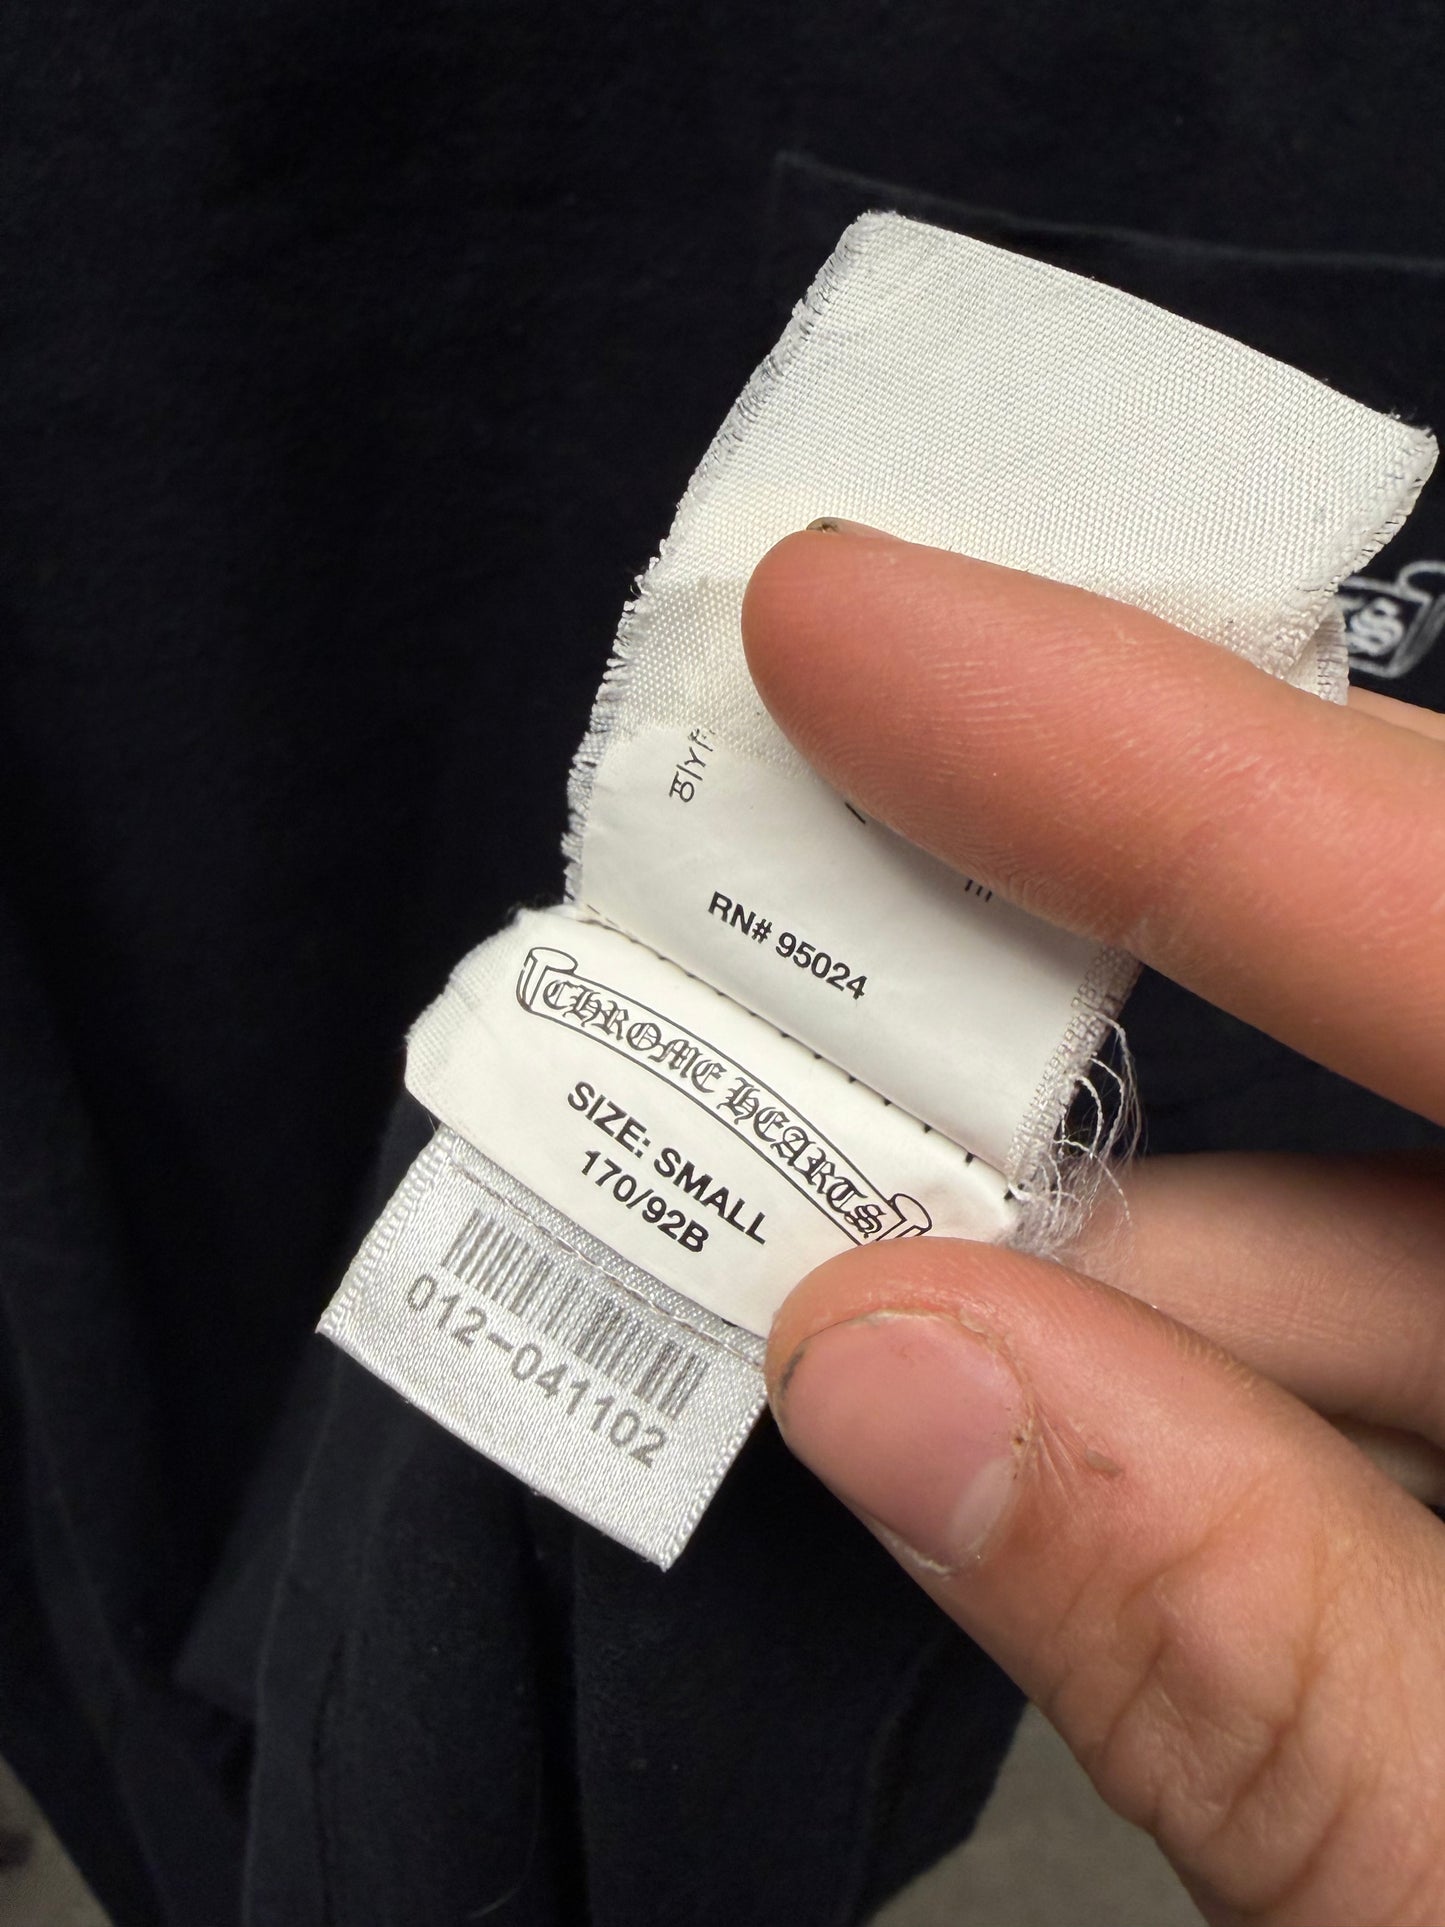 RN# 95024
CHROME HEARTS
SIZE: SMALL
170/92B
012-041102